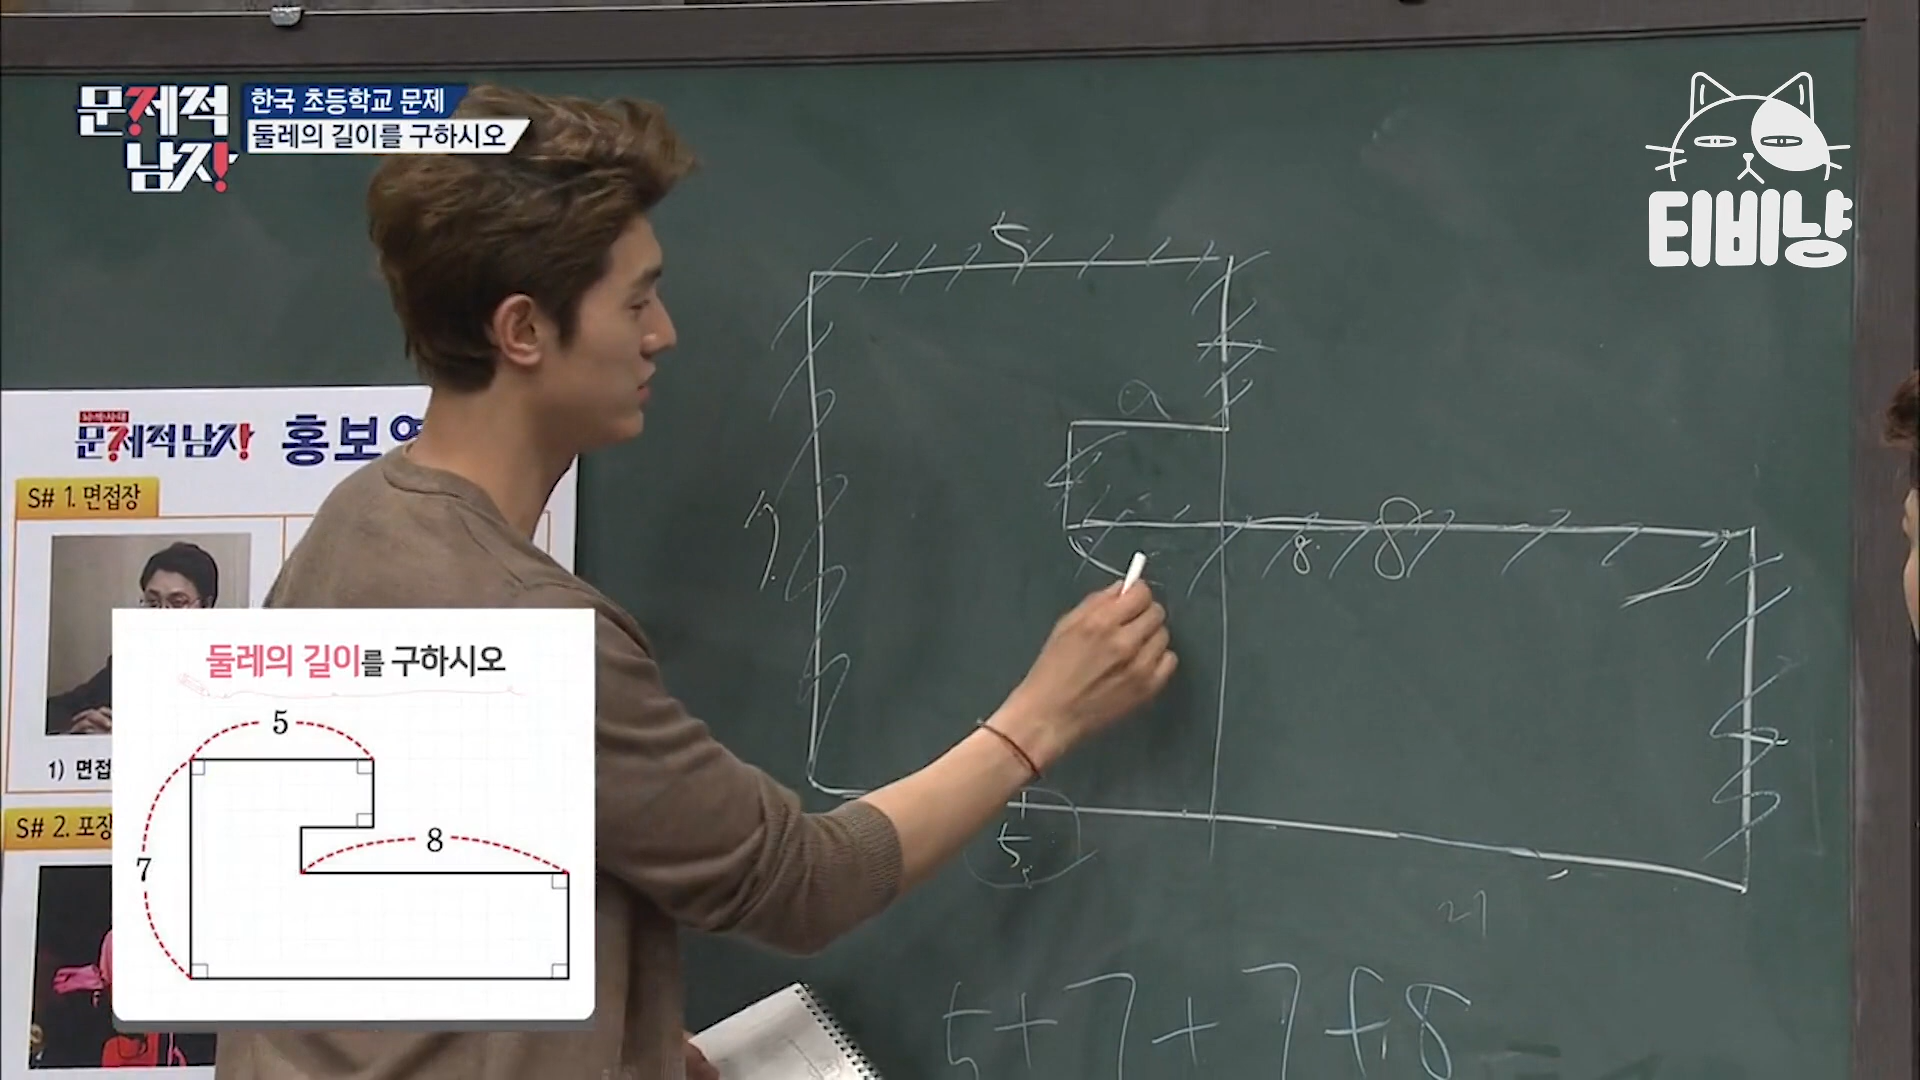 문제적
남자
한국 초등학교 문제
둘레의 길이를 구하시오
티비냥
문제적남자 홍보
S# 1. 면접장
1) 면접
S# 2. 포장
둘레의 길이를 구하시오
5
8
7
5
a
8
8
7
5
21
5+7+7+8